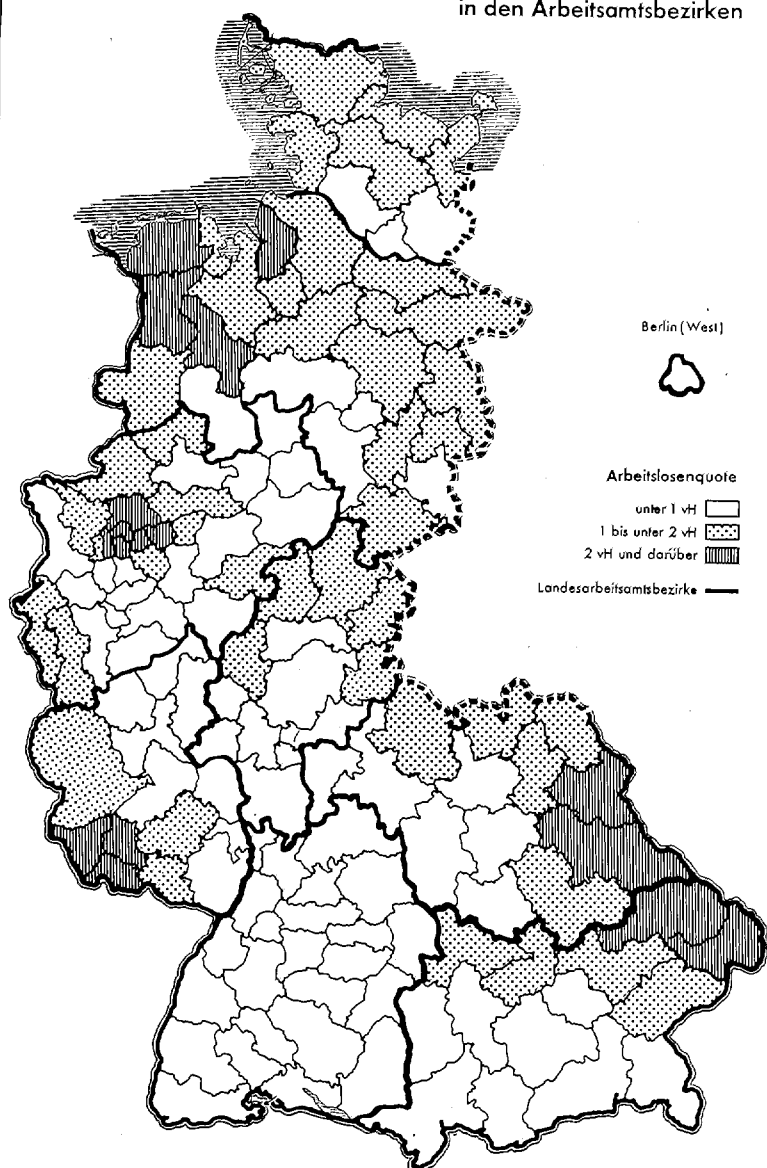 in den Arbeitsamtsbezirken
Berlin (West)
Arbeitslosenquote
unter 1 vH
1 bis unter 2 vH
2 vH und darüber
Landesarbeitsamtsbezirke